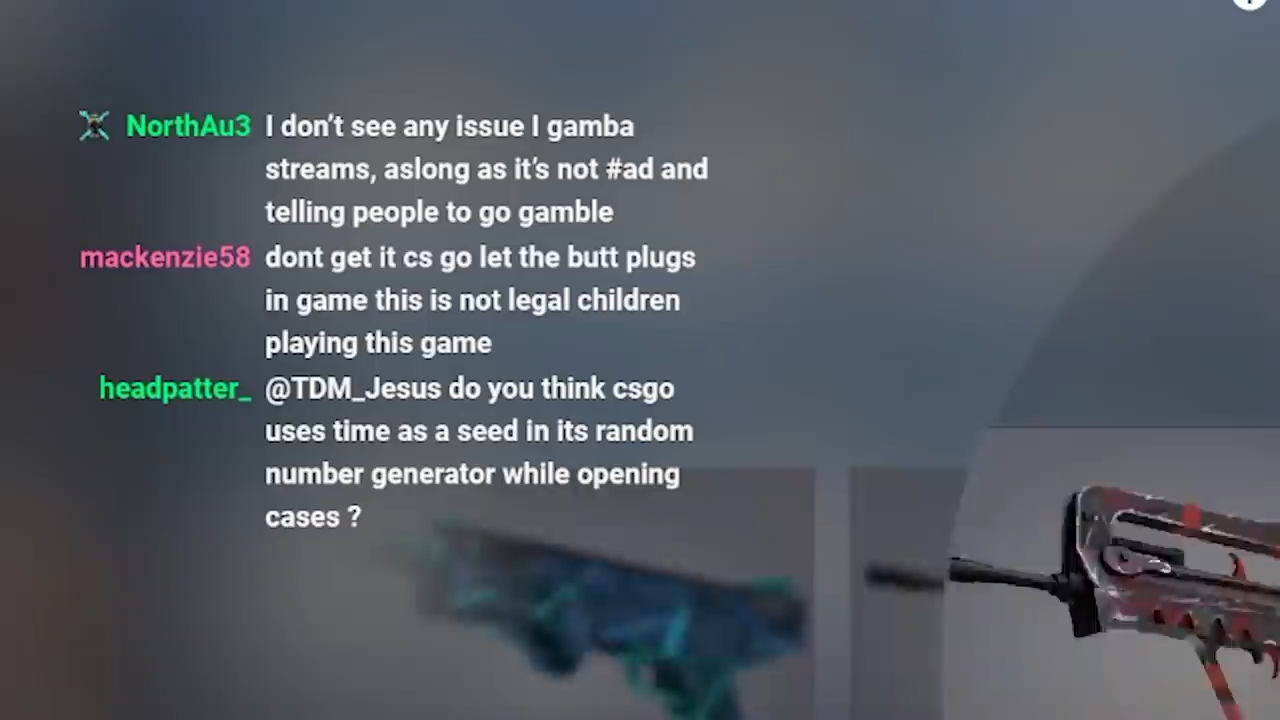 NorthAu3 I don't see any issue I gamba
streams, aslong as it's not #ad and
telling people to go gamble
mackenzie58 dont get it cs go let the butt plugs
in game this is not legal children
playing this game
headpatter_ @TDM_Jesus do you think csgo
uses time as a seed in its random
number generator while opening
cases ?